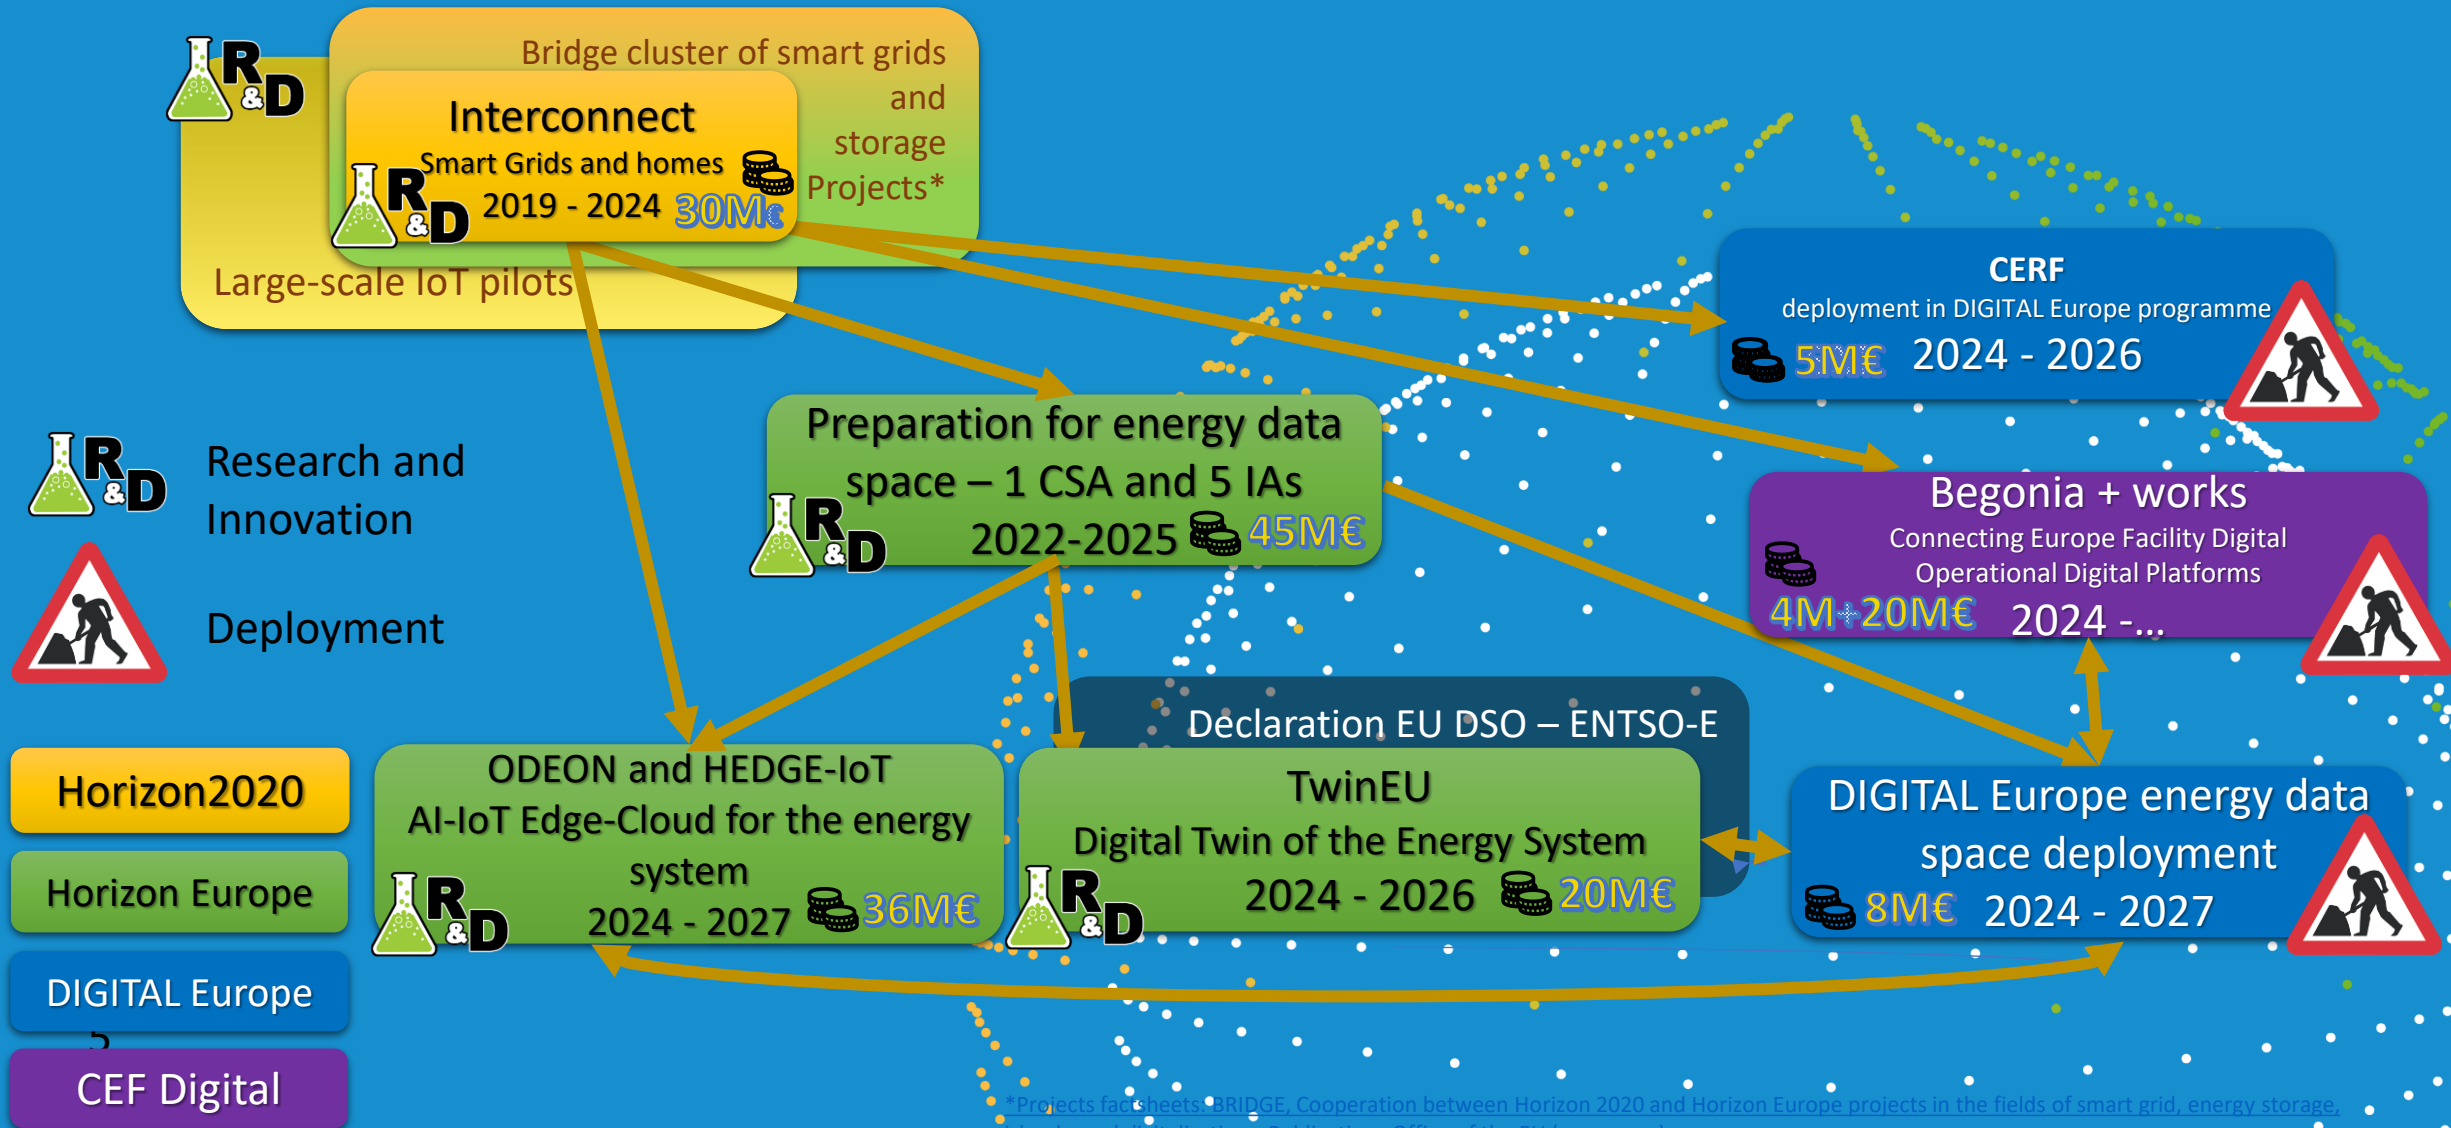 R&D
Bridge cluster of smart grids
and
storage
Projects*
Interconnect
Smart Grids and homes
R&D
2019 - 2024 30M€
Large-scale IoT pilots
CERF
deployment in DIGITAL Europe programme
5M€ 2024 - 2026
R&D
Research and
Innovation
Deployment
Preparation for energy data
space – 1 CSA and 5 IAs
2022-2025 45M€
R&D
Begonia + works
Connecting Europe Facility Digital
Operational Digital Platforms
4M+20M€ 2024 -...
Declaration EU DSO – ENTSO-E
ODEON and HEDGE-IoT
AI-IoT Edge-Cloud for the energy
system
2024 - 2027 36M€
R&D
TwinEU
Digital Twin of the Energy System
2024 - 2026 20M€
R&D
DIGITAL Europe energy data
space deployment
8M€ 2024 - 2027
Horizon2020
Horizon Europe
DIGITAL Europe
CEF Digital
*Projects factsheets: BRIDGE, Cooperation between Horizon 2020 and Horizon Europe projects in the fields of smart grid, energy storage,